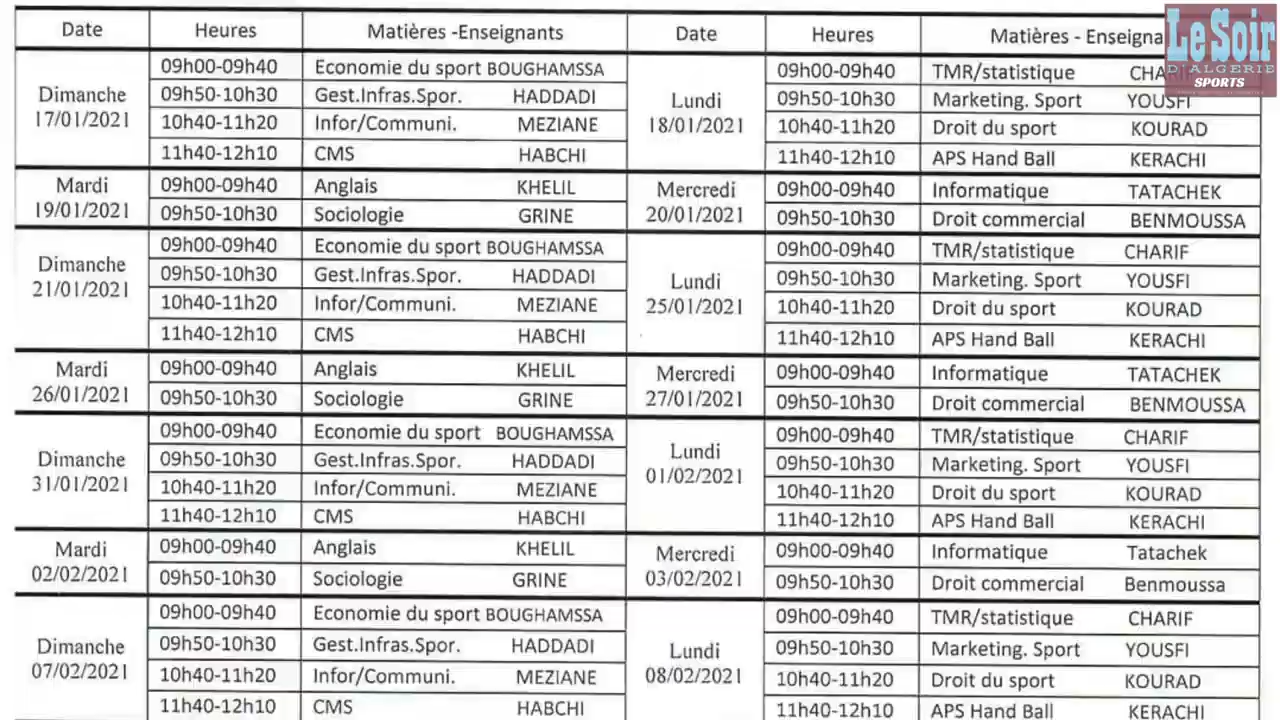 Date Heures Matières -Enseignants Date Heures Matières - Enseigna
Le Soir
D'ALGERIE
SPORTS
Dimanche 17/01/2021
09h00-09h40 Economie du sport BOUGHAMSSA
09h50-10h30 Gest.Infras.Spor. HADDADI
10h40-11h20 Infor/Communi. MEZIANE
11h40-12h10 CMS HABCHI
Lundi 18/01/2021
09h00-09h40 TMR/statistique CHARIF
09h50-10h30 Marketing. Sport YOUSFI
10h40-11h20 Droit du sport KOURAD
11h40-12h10 APS Hand Ball KERACHI
Mardi 19/01/2021
09h00-09h40 Anglais KHELIL
09h50-10h30 Sociologie GRINE
Mercredi 20/01/2021
09h00-09h40 Informatique TATACHEK
09h50-10h30 Droit commercial BENMOUSSA
Dimanche 21/01/2021
09h00-09h40 Economie du sport BOUGHAMSSA
09h50-10h30 Gest.Infras.Spor. HADDADI
10h40-11h20 Infor/Communi. MEZIANE
11h40-12h10 CMS HABCHI
Lundi 25/01/2021
09h00-09h40 TMR/statistique CHARIF
09h50-10h30 Marketing. Sport YOUSFI
10h40-11h20 Droit du sport KOURAD
11h40-12h10 APS Hand Ball KERACHI
Mardi 26/01/2021
09h00-09h40 Anglais KHELIL
09h50-10h30 Sociologie GRINE
Mercredi 27/01/2021
09h00-09h40 Informatique TATACHEK
09h50-10h30 Droit commercial BENMOUSSA
Dimanche 31/01/2021
09h00-09h40 Economie du sport BOUGHAMSSA
09h50-10h30 Gest.Infras.Spor. HADDADI
10h40-11h20 Infor/Communi. MEZIANE
11h40-12h10 CMS HABCHI
Lundi 01/02/2021
09h00-09h40 TMR/statistique CHARIF
09h50-10h30 Marketing. Sport YOUSFI
10h40-11h20 Droit du sport KOURAD
11h40-12h10 APS Hand Ball KERACHI
Mardi 02/02/2021
09h00-09h40 Anglais KHELIL
09h50-10h30 Sociologie GRINE
Mercredi 03/02/2021
09h00-09h40 Informatique Tatachek
09h50-10h30 Droit commercial Benmoussa
Dimanche 07/02/2021
09h00-09h40 Economie du sport BOUGHAMSSA
09h50-10h30 Gest.Infras.Spor. HADDADI
10h40-11h20 Infor/Communi. MEZIANE
11h40-12h10 CMS HABCHI
Lundi 08/02/2021
09h00-09h40 TMR/statistique CHARIF
09h50-10h30 Marketing. Sport YOUSFI
10h40-11h20 Droit du sport KOURAD
11h40-12h10 APS Hand Ball KERACHI